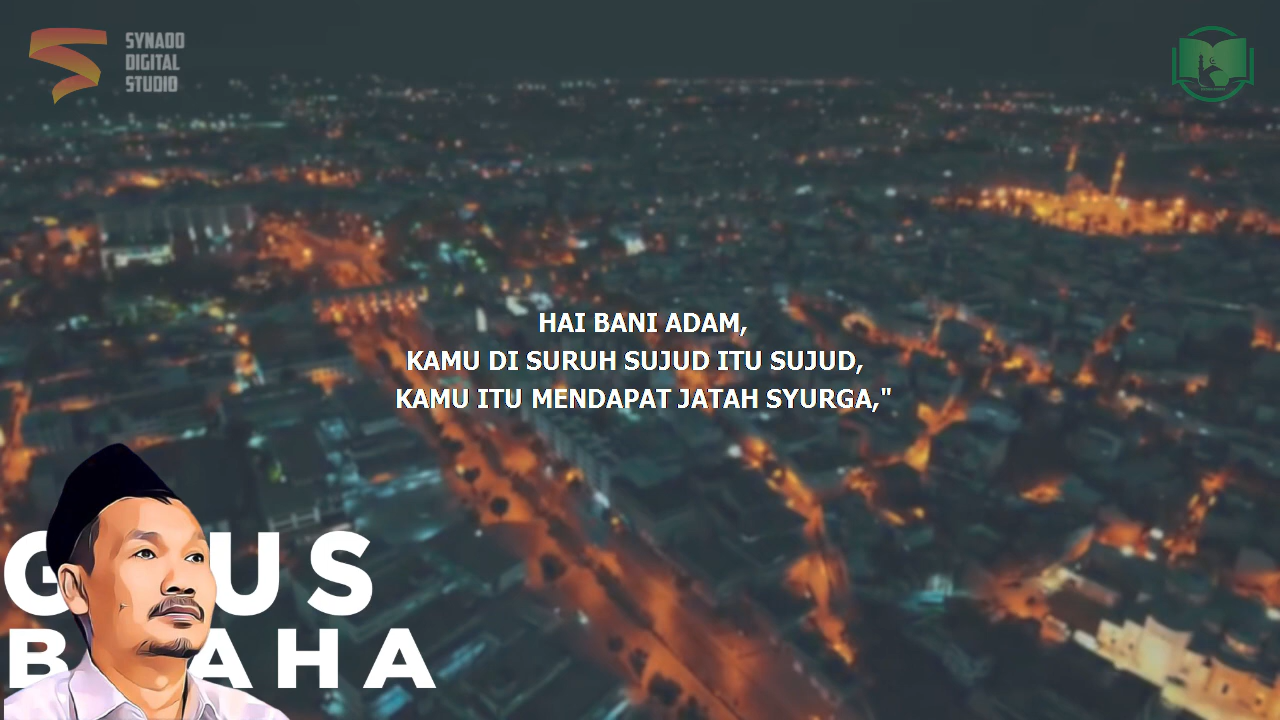 SYNADO
DIGITAL
STUDIO
HAI BANI ADAM,
KAMU DI SURUH SUJUD ITU SUJUD,
KAMU ITU MENDAPAT JATAH SYURGA,"
GUS
BAHA